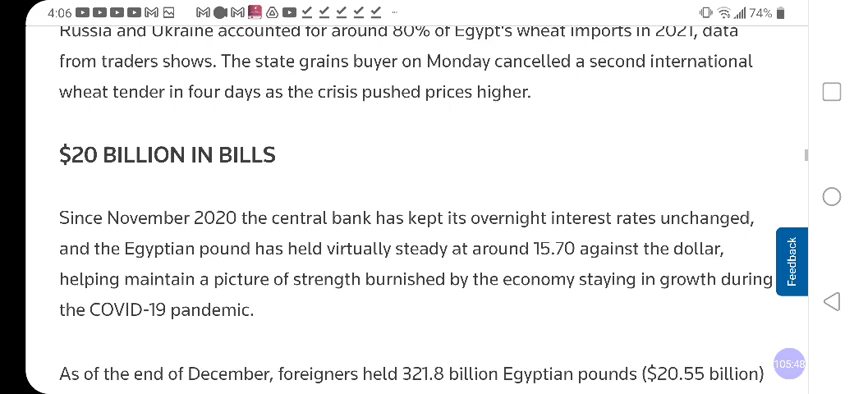 4:06
74%
Russia and Ukraine accounted for around 80% of Egypt's wheat imports in 2021, data
from traders shows. The state grains buyer on Monday cancelled a second international
wheat tender in four days as the crisis pushed prices higher.
$20 BILLION IN BILLS
Since November 2020 the central bank has kept its overnight interest rates unchanged,
and the Egyptian pound has held virtually steady at around 15.70 against the dollar,
helping maintain a picture of strength burnished by the economy staying in growth during
the COVID-19 pandemic.
Feedback
105:48
As of the end of December, foreigners held 321.8 billion Egyptian pounds ($20.55 billion)